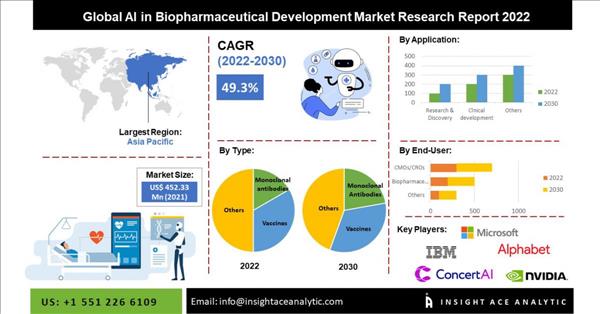 Global AI in Biopharmaceutical Development Market Research Report 2022
Largest Region:
Asia Pacific
CAGR
(2022-2030)
49.3%
By Application:
500
400
300
200
100
0
Research &
Discovery
Clnical
development
Others
2022
2030
Market Size:
US$ 452.33
Mn (2021)
By Type:
Monoclonal
antibodies
Others
Vaccines
2022
Monoclonal
antibodies
Others
Vaccines
2030
By End-User:
CMOs/CROs
Biopharmace...
Others
0
500
1000
2022
2030
Key Players:
Microsoft
IBM
Alphabet
ConcertAI
NVIDIA.
US: +1 551 226 6109
Email: info@insightaceanalytic.com
INSIGHT ACE ANALYTIC